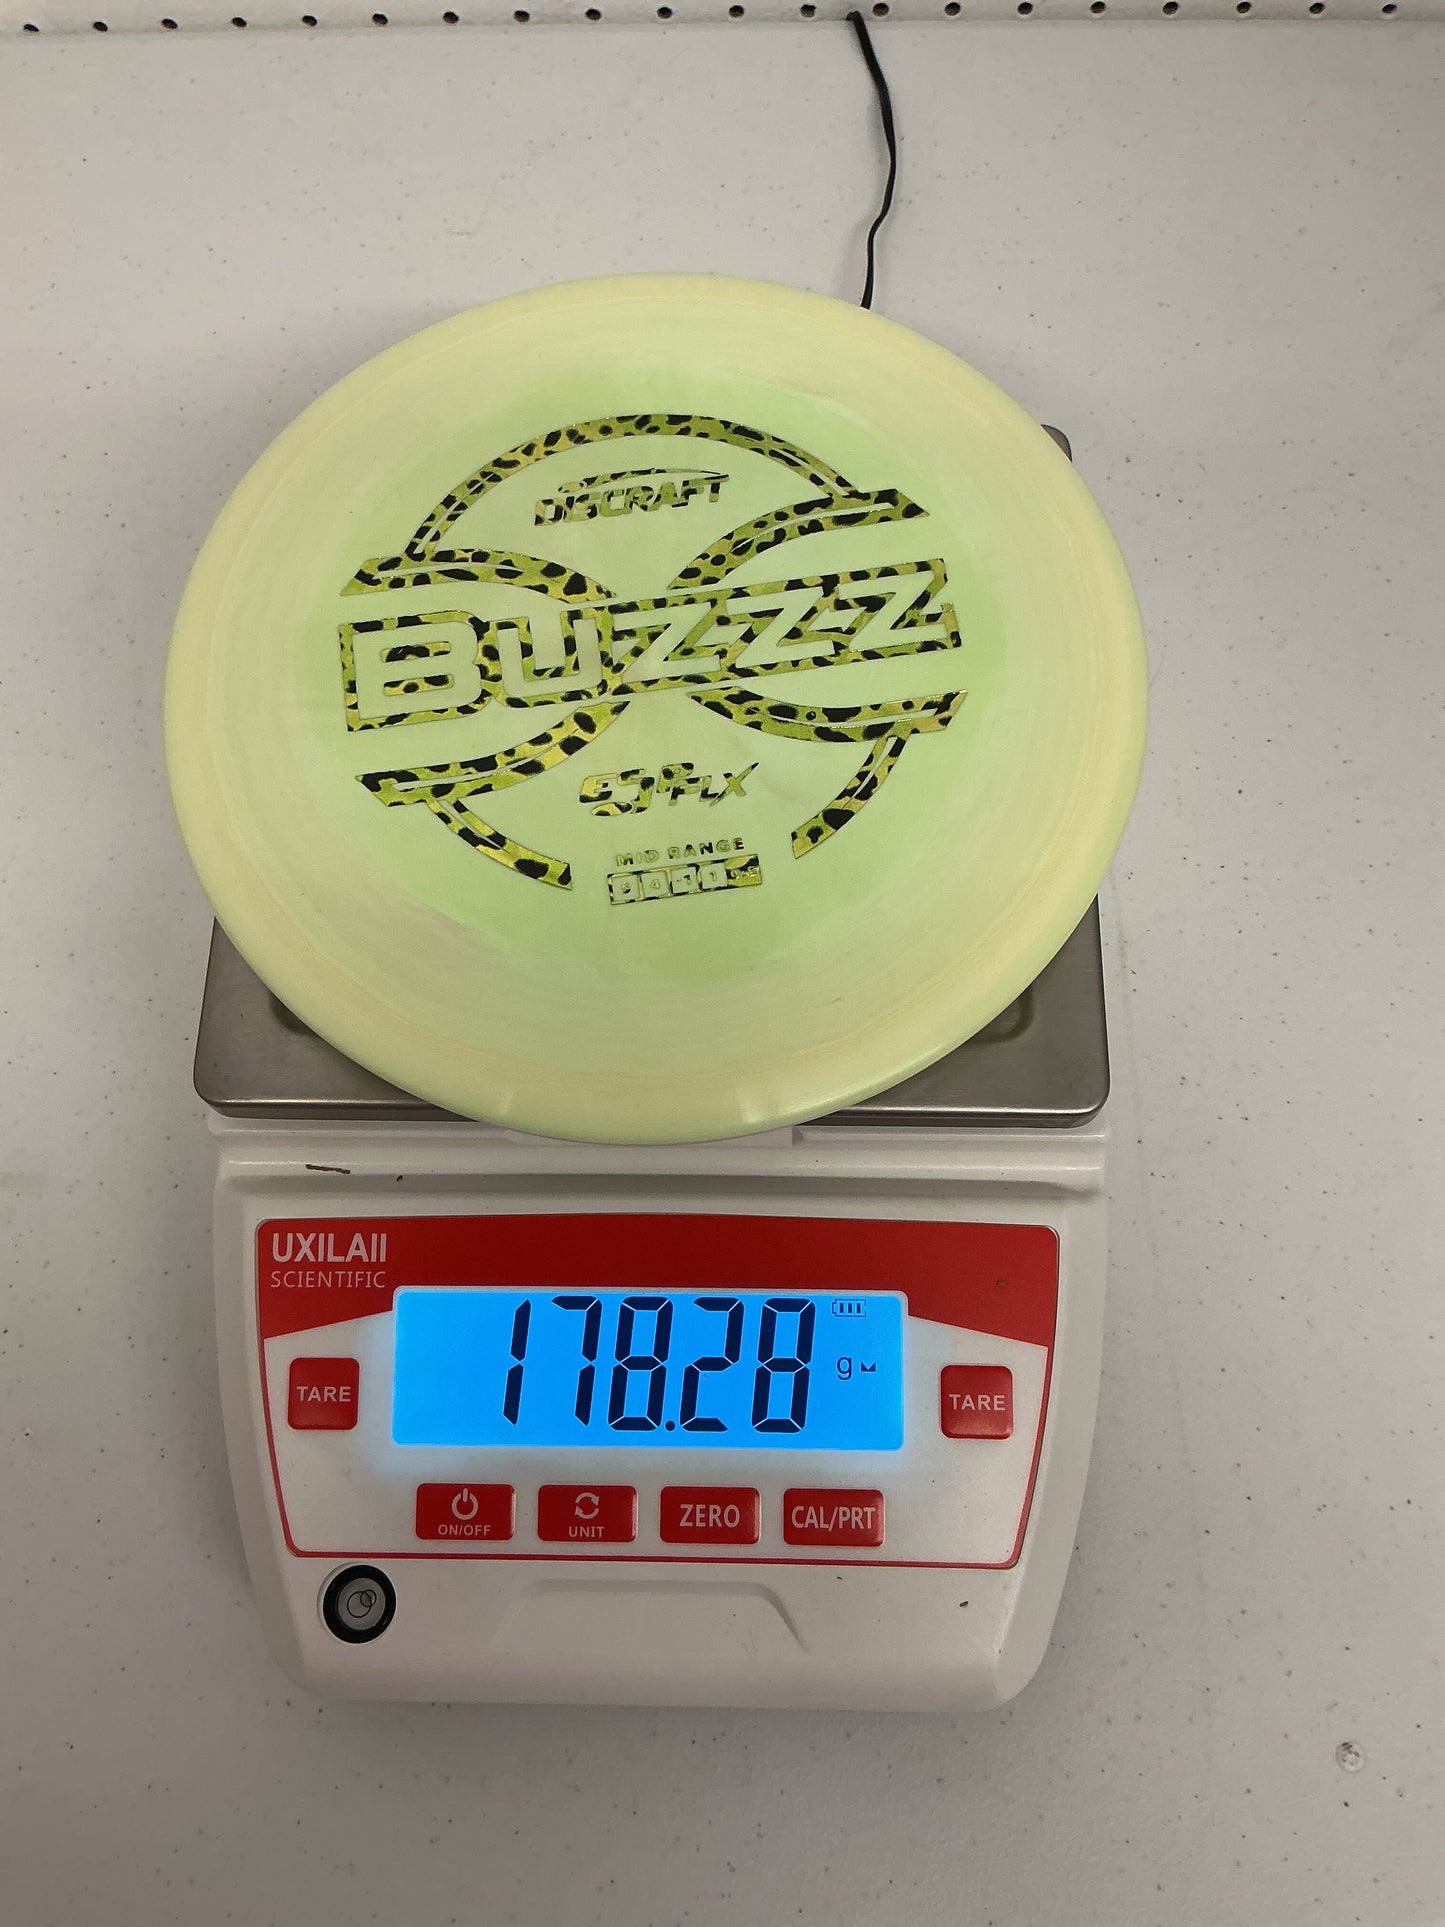 DISCRAFT
BUZZZ
ESP FLX
MID RANGE
UXILAII
SCIENTIFIC
178.28 g
TARE
TARE
ON/OFF
UNIT
ZERO
CAL/PRT